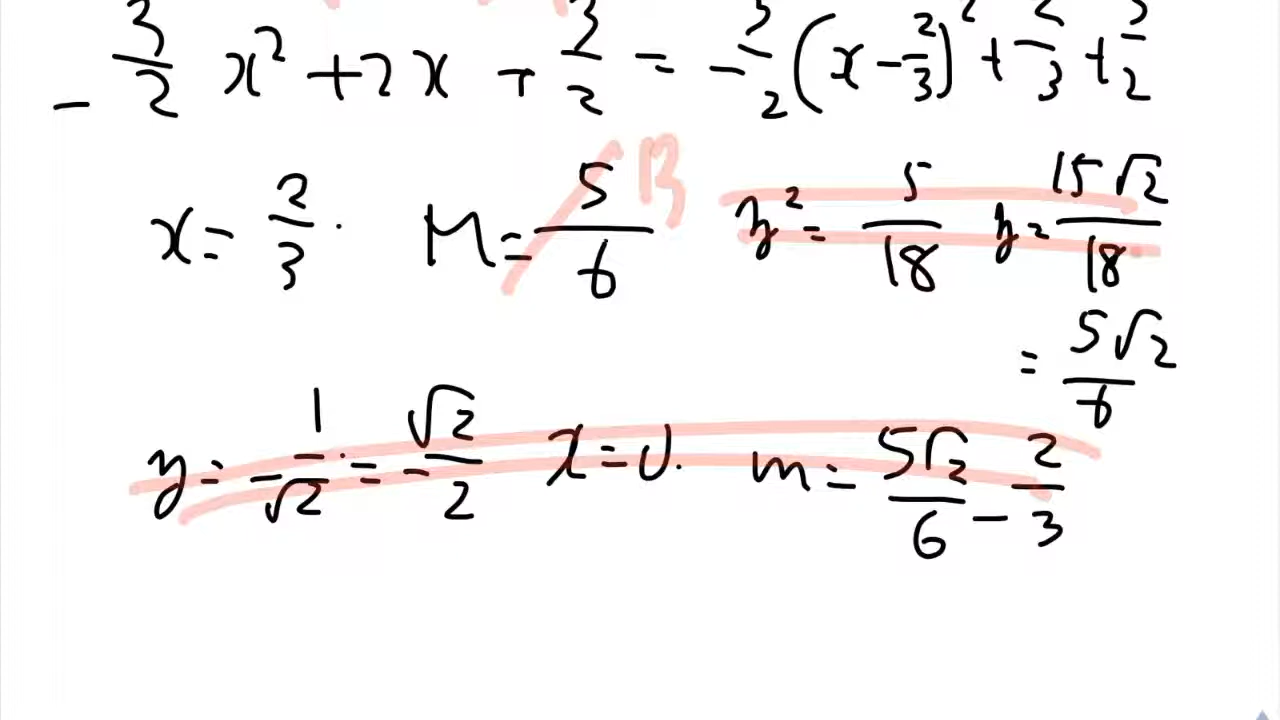 -3/2 x² + 2x + 3/2 = -3/2 (x - 2/3)² + 2/3 + 3/2
x = 2/3. M = 5/6 13 y² = 5/18 y = 15√2/18
= 5√2/6
y = -1/√2 = -√2/2 x = 0. m = 5√2/6 - 2/3